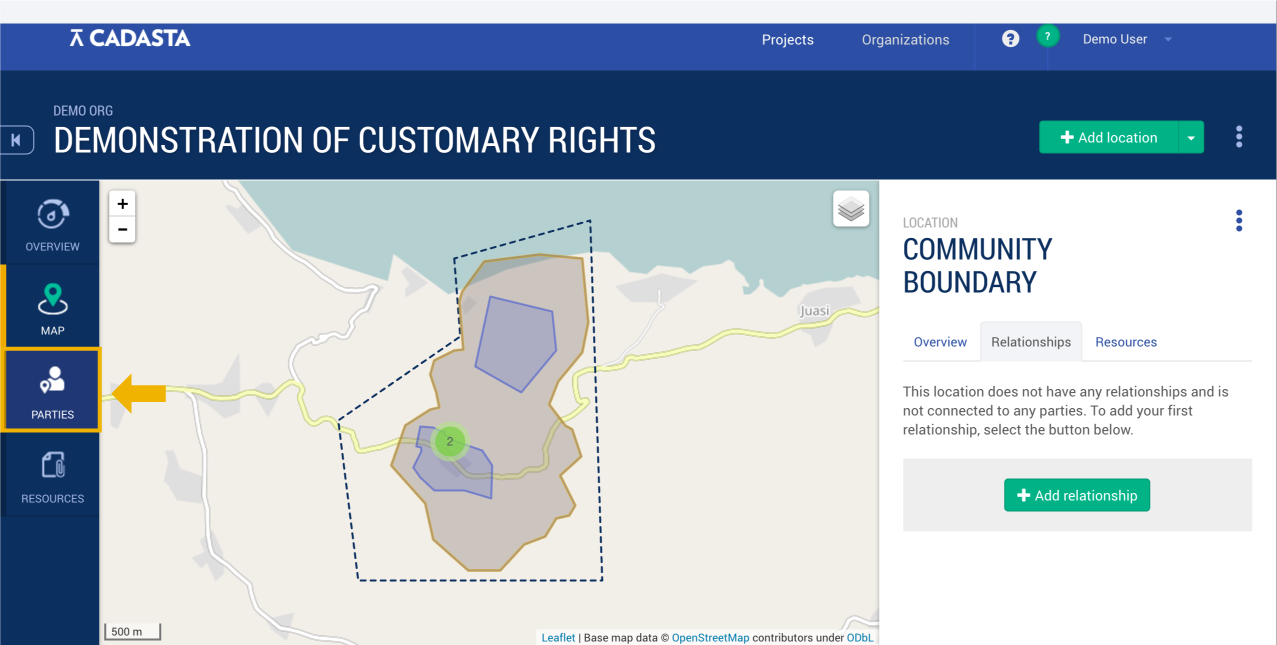 CADASTA
Projects
Organizations
?
?
Demo User
DEMO ORG
DEMONSTRATION OF CUSTOMARY RIGHTS
Add location
OVERVIEW
MAP
PARTIES
RESOURCES
+
-
Juasi
2
500 m
Leaflet | Base map data © OpenStreetMap contributors under ODbL
LOCATION
COMMUNITY
BOUNDARY
Overview
Relationships
Resources
This location does not have any relationships and is
not connected to any parties. To add your first
relationship, select the button below.
Add relationship